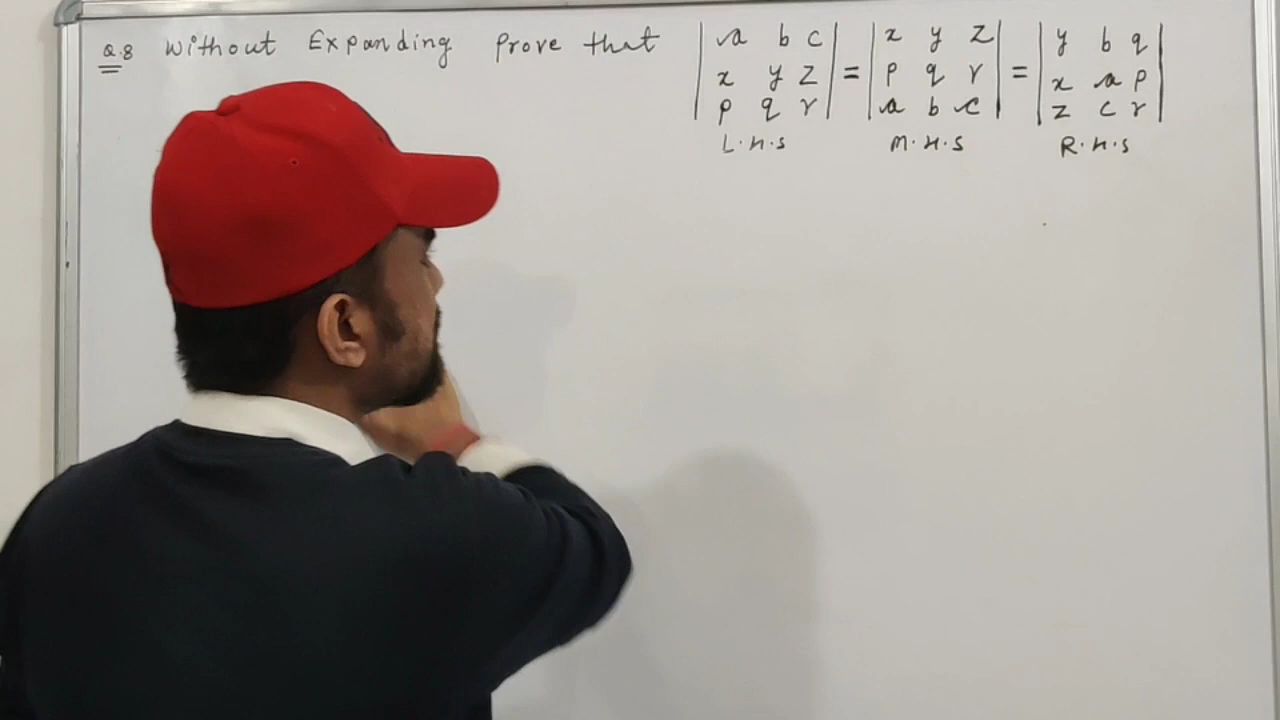 Q.8 Without Expanding Prove that | a b c | = | x y z | = | y b q |
| x y z | | p q r | | x a p |
| p q r | | a b c | | z c r |
L.H.S M.H.S R.H.S